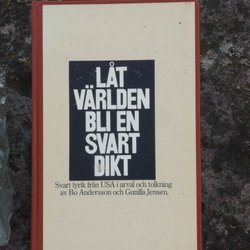 LÅT
VÄRLDEN
BLI EN
SVART
DIKT
Svart lyrik från USA i urval och tolkning
av Bo Andersson och Gunilla Jensen.